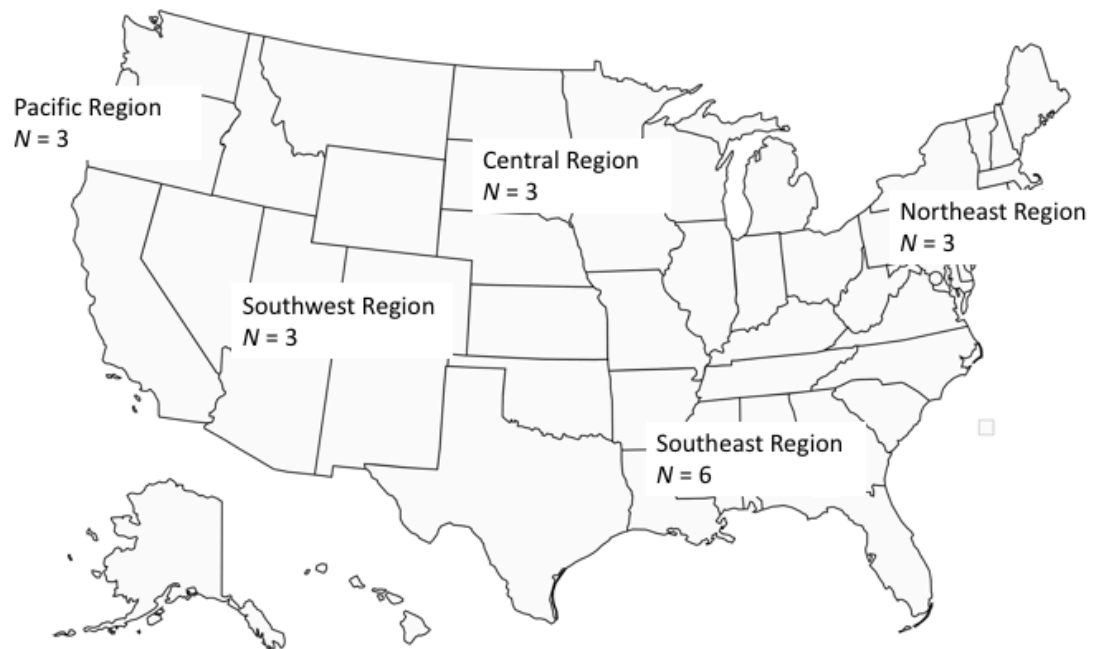 Pacific Region
N = 3
Central Region
N = 3
Northeast Region
N = 3
Southwest Region
N = 3
Southeast Region
N = 6